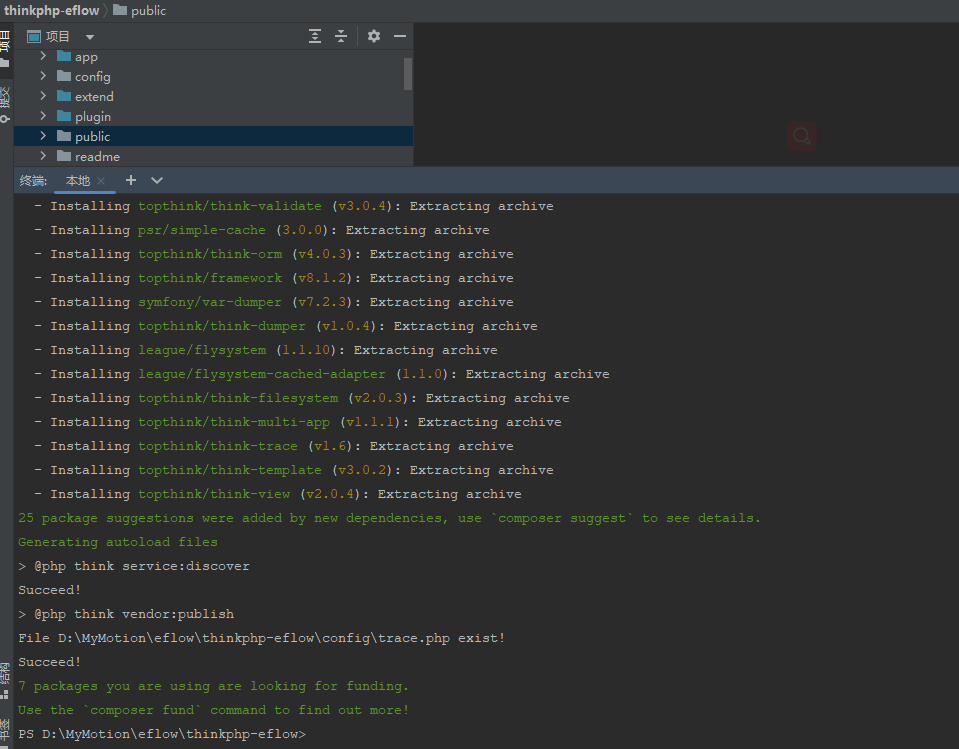 thinkphp-eflow 〉 public
项目
项目
app
config
extend
plugin
public
readme
提交
终端: 本地 × +
- Installing topthink/think-validate (v3.0.4): Extracting archive
- Installing psr/simple-cache (3.0.0): Extracting archive
- Installing topthink/think-orm (v4.0.3): Extracting archive
- Installing topthink/framework (v8.1.2): Extracting archive
- Installing symfony/var-dumper (v7.2.3): Extracting archive
- Installing topthink/think-dumper (v1.0.4): Extracting archive
- Installing league/flysystem (1.1.10): Extracting archive
- Installing league/flysystem-cached-adapter (1.1.0): Extracting archive
- Installing topthink/think-filesystem (v2.0.3): Extracting archive
- Installing topthink/think-multi-app (v1.1.1): Extracting archive
- Installing topthink/think-trace (v1.6): Extracting archive
- Installing topthink/think-template (v3.0.2): Extracting archive
- Installing topthink/think-view (v2.0.4): Extracting archive
25 package suggestions were added by new dependencies, use `composer suggest` to see details.
Generating autoload files
> @php think service:discover
Succeed!
> @php think vendor:publish
File D:\MyMotion\eflow\thinkphp-eflow\config\trace.php exist!
Succeed!
7 packages you are using are looking for funding.
Use the `composer fund` command to find out more!
PS D:\MyMotion\eflow\thinkphp-eflow>
结构
书签